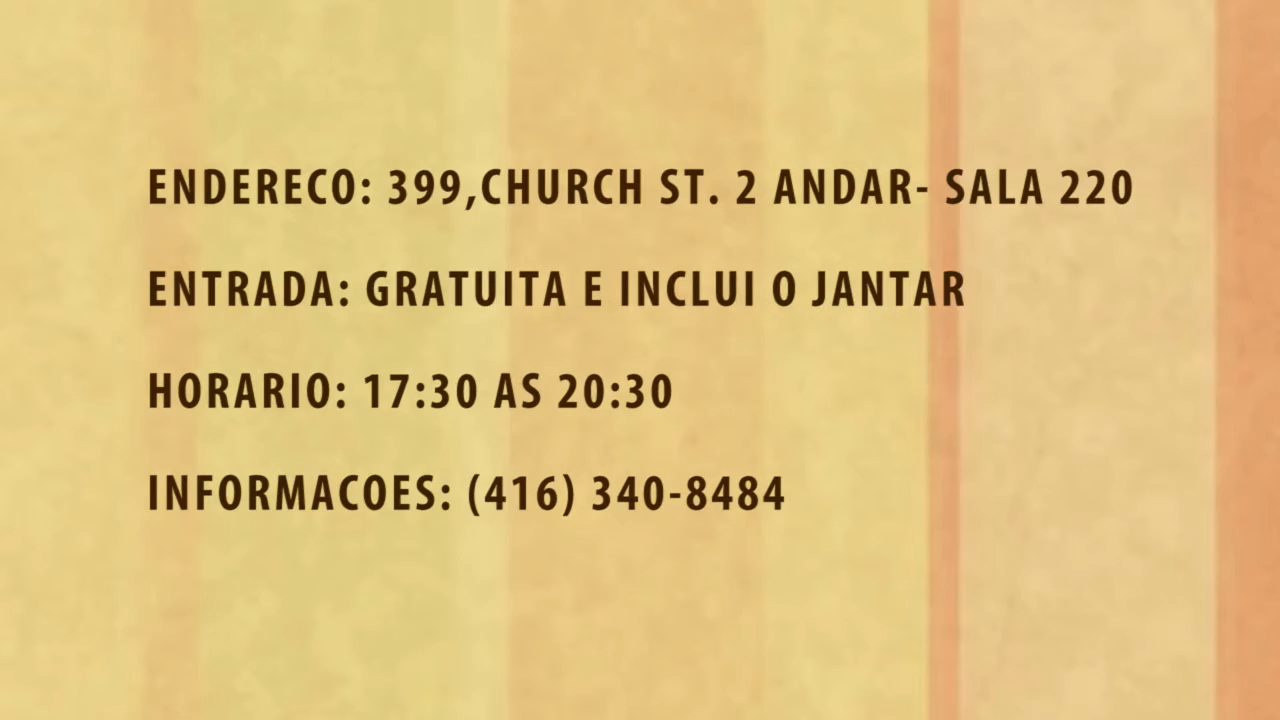 ENDERECO: 399,CHURCH ST. 2 ANDAR- SALA 220
ENTRADA: GRATUITA E INCLUI O JANTAR
HORARIO: 17:30 AS 20:30
INFORMACOES: (416) 340-8484